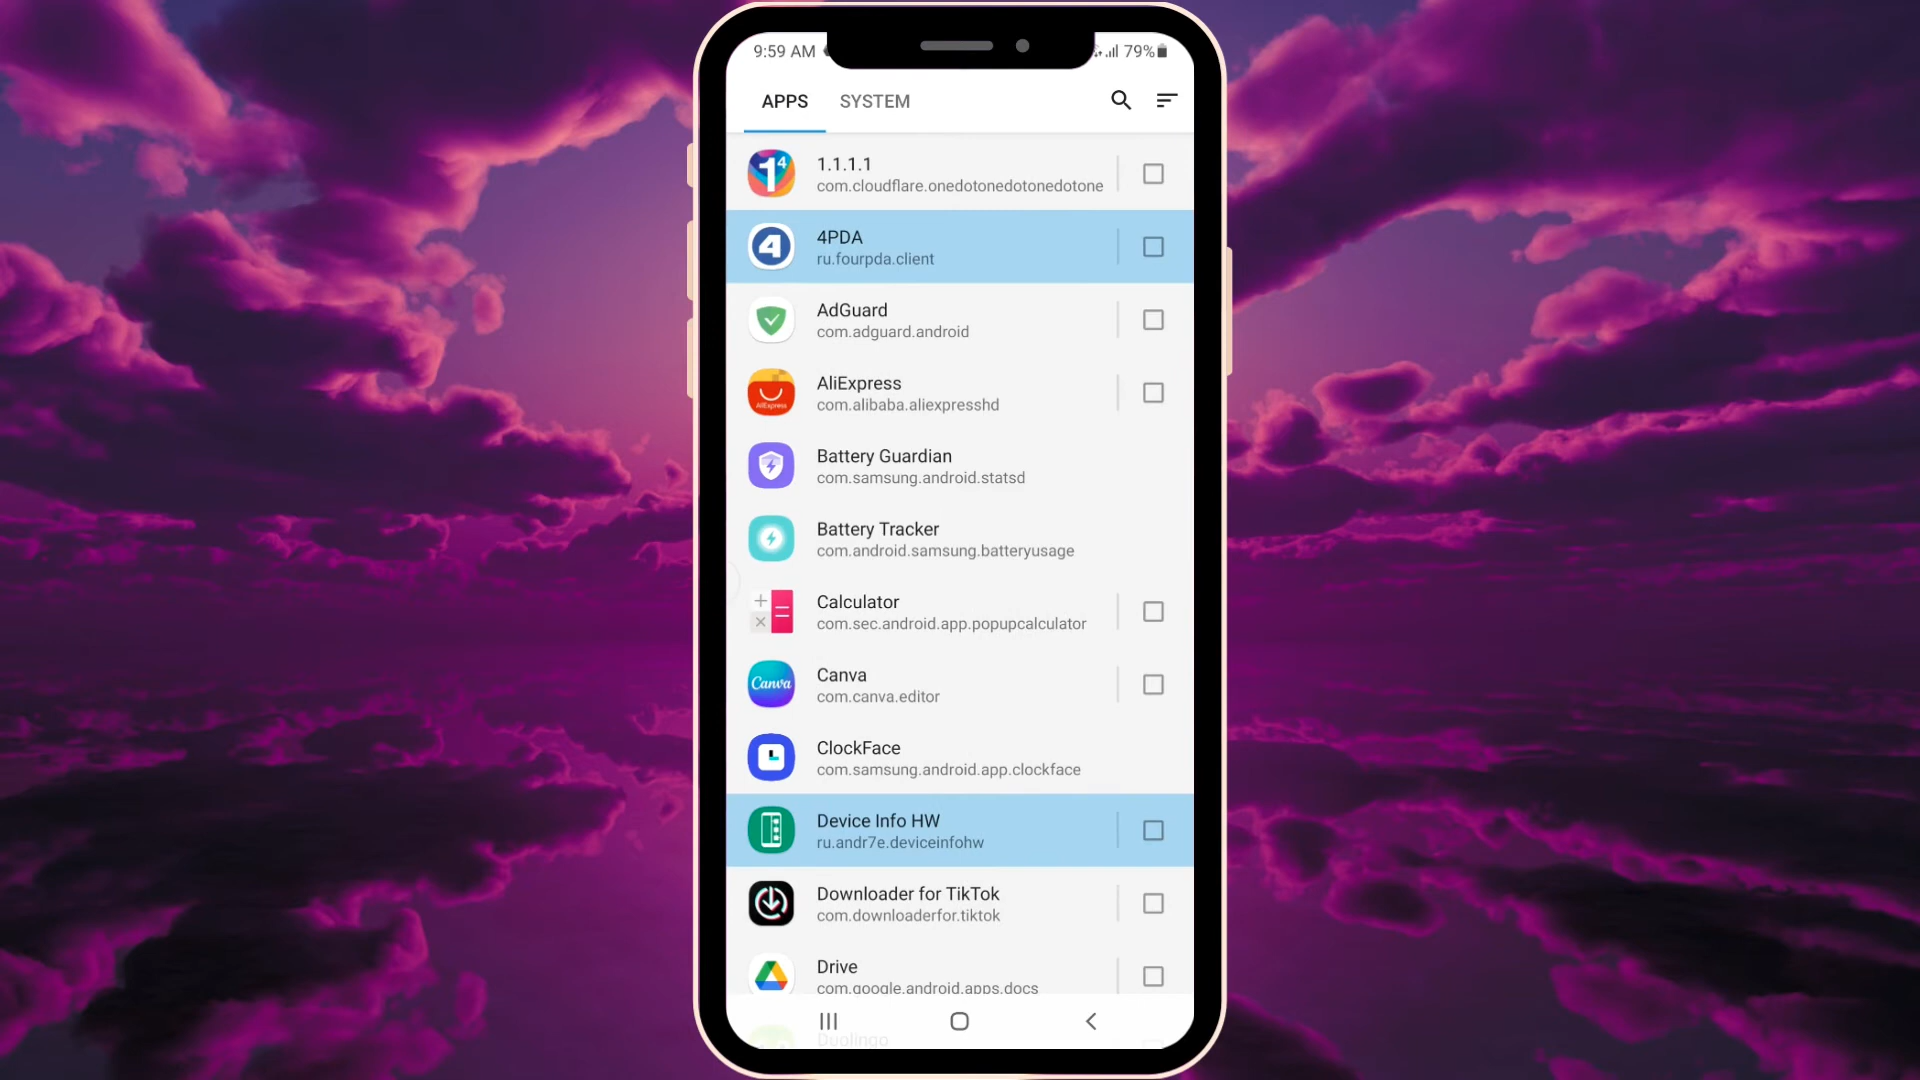 9:59 AM
79%
APPS SYSTEM
1.1.1.1
com.cloudflare.onedotonedotonedotone
4PDA
ru.fourpda.client
AdGuard
com.adguard.android
AliExpress
AliExpress
com.alibaba.aliexpresshd
Battery Guardian
com.samsung.android.statsd
Battery Tracker
com.android.samsung.batteryusage
Calculator
com.sec.android.app.popupcalculator
Canva
Canva
com.canva.editor
ClockFace
com.samsung.android.app.clockface
Device Info HW
ru.andr7e.deviceinfohw
Downloader for TikTok
com.downloaderfor.tiktok
Drive
com.google.android.apps.docs
Duolingo